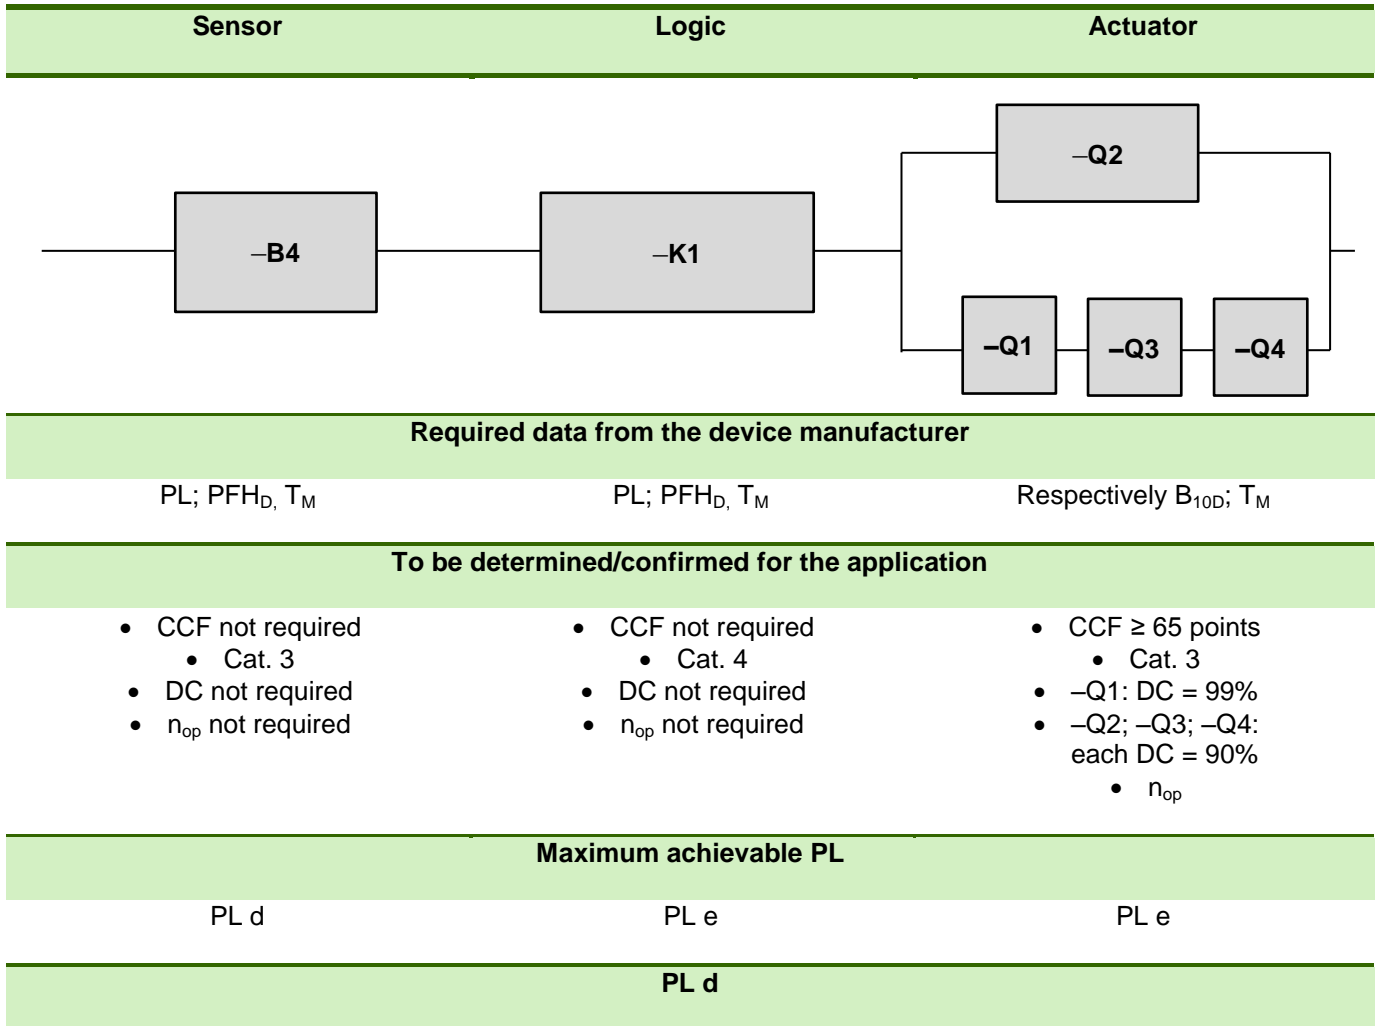 Sensor Logic Actuator
–Q2
–B4 –K1
–Q1 –Q3 –Q4
Required data from the device manufacturer
PL; PFHD, TM PL; PFHD, TM Respectively B10D; TM
To be determined/confirmed for the application
• CCF not required
• Cat. 3
• DC not required
• nop not required
• CCF not required
• Cat. 4
• DC not required
• nop not required
• CCF ≥ 65 points
• Cat. 3
• –Q1: DC = 99%
• –Q2; –Q3; –Q4:
each DC = 90%
• nop
Maximum achievable PL
PL d PL e PL e
PL d